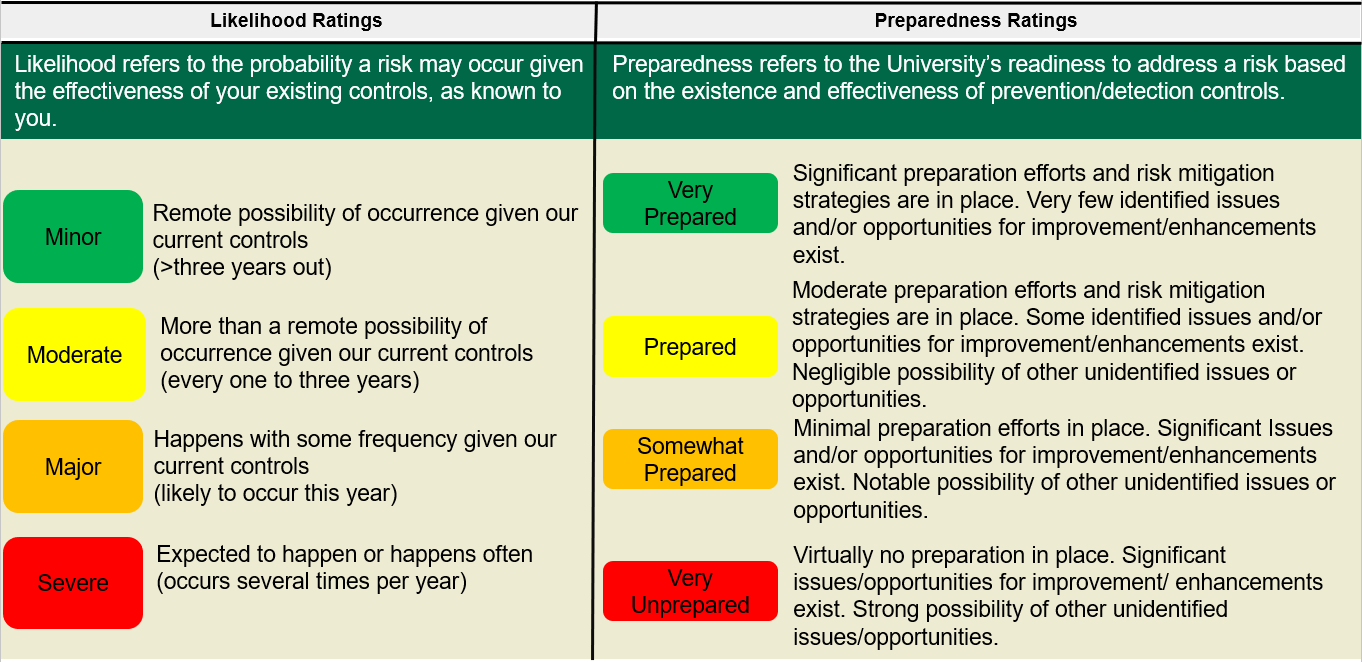 Likelihood Ratings
Likelihood refers to the probability a risk may occur given
the effectiveness of your existing controls, as known to
you.
Minor
Remote possibility of occurrence given our
current controls
(>three years out)
Moderate
More than a remote possibility of
occurrence given our current controls
(every one to three years)
Major
Happens with some frequency given our
current controls
(likely to occur this year)
Severe
Expected to happen or happens often
(occurs several times per year)
Preparedness Ratings
Preparedness refers to the University’s readiness to address a risk based
on the existence and effectiveness of prevention/detection controls.
Very
Prepared
Significant preparation efforts and risk mitigation
strategies are in place. Very few identified issues
and/or opportunities for improvement/enhancements
exist.
Prepared
Moderate preparation efforts and risk mitigation
strategies are in place. Some identified issues and/or
opportunities for improvement/enhancements exist.
Negligible possibility of other unidentified issues or
opportunities.
Somewhat
Prepared
Minimal preparation efforts in place. Significant Issues
and/or opportunities for improvement/enhancements
exist. Notable possibility of other unidentified issues or
opportunities.
Very
Unprepared
Virtually no preparation in place. Significant
issues/opportunities for improvement/ enhancements
exist. Strong possibility of other unidentified
issues/opportunities.